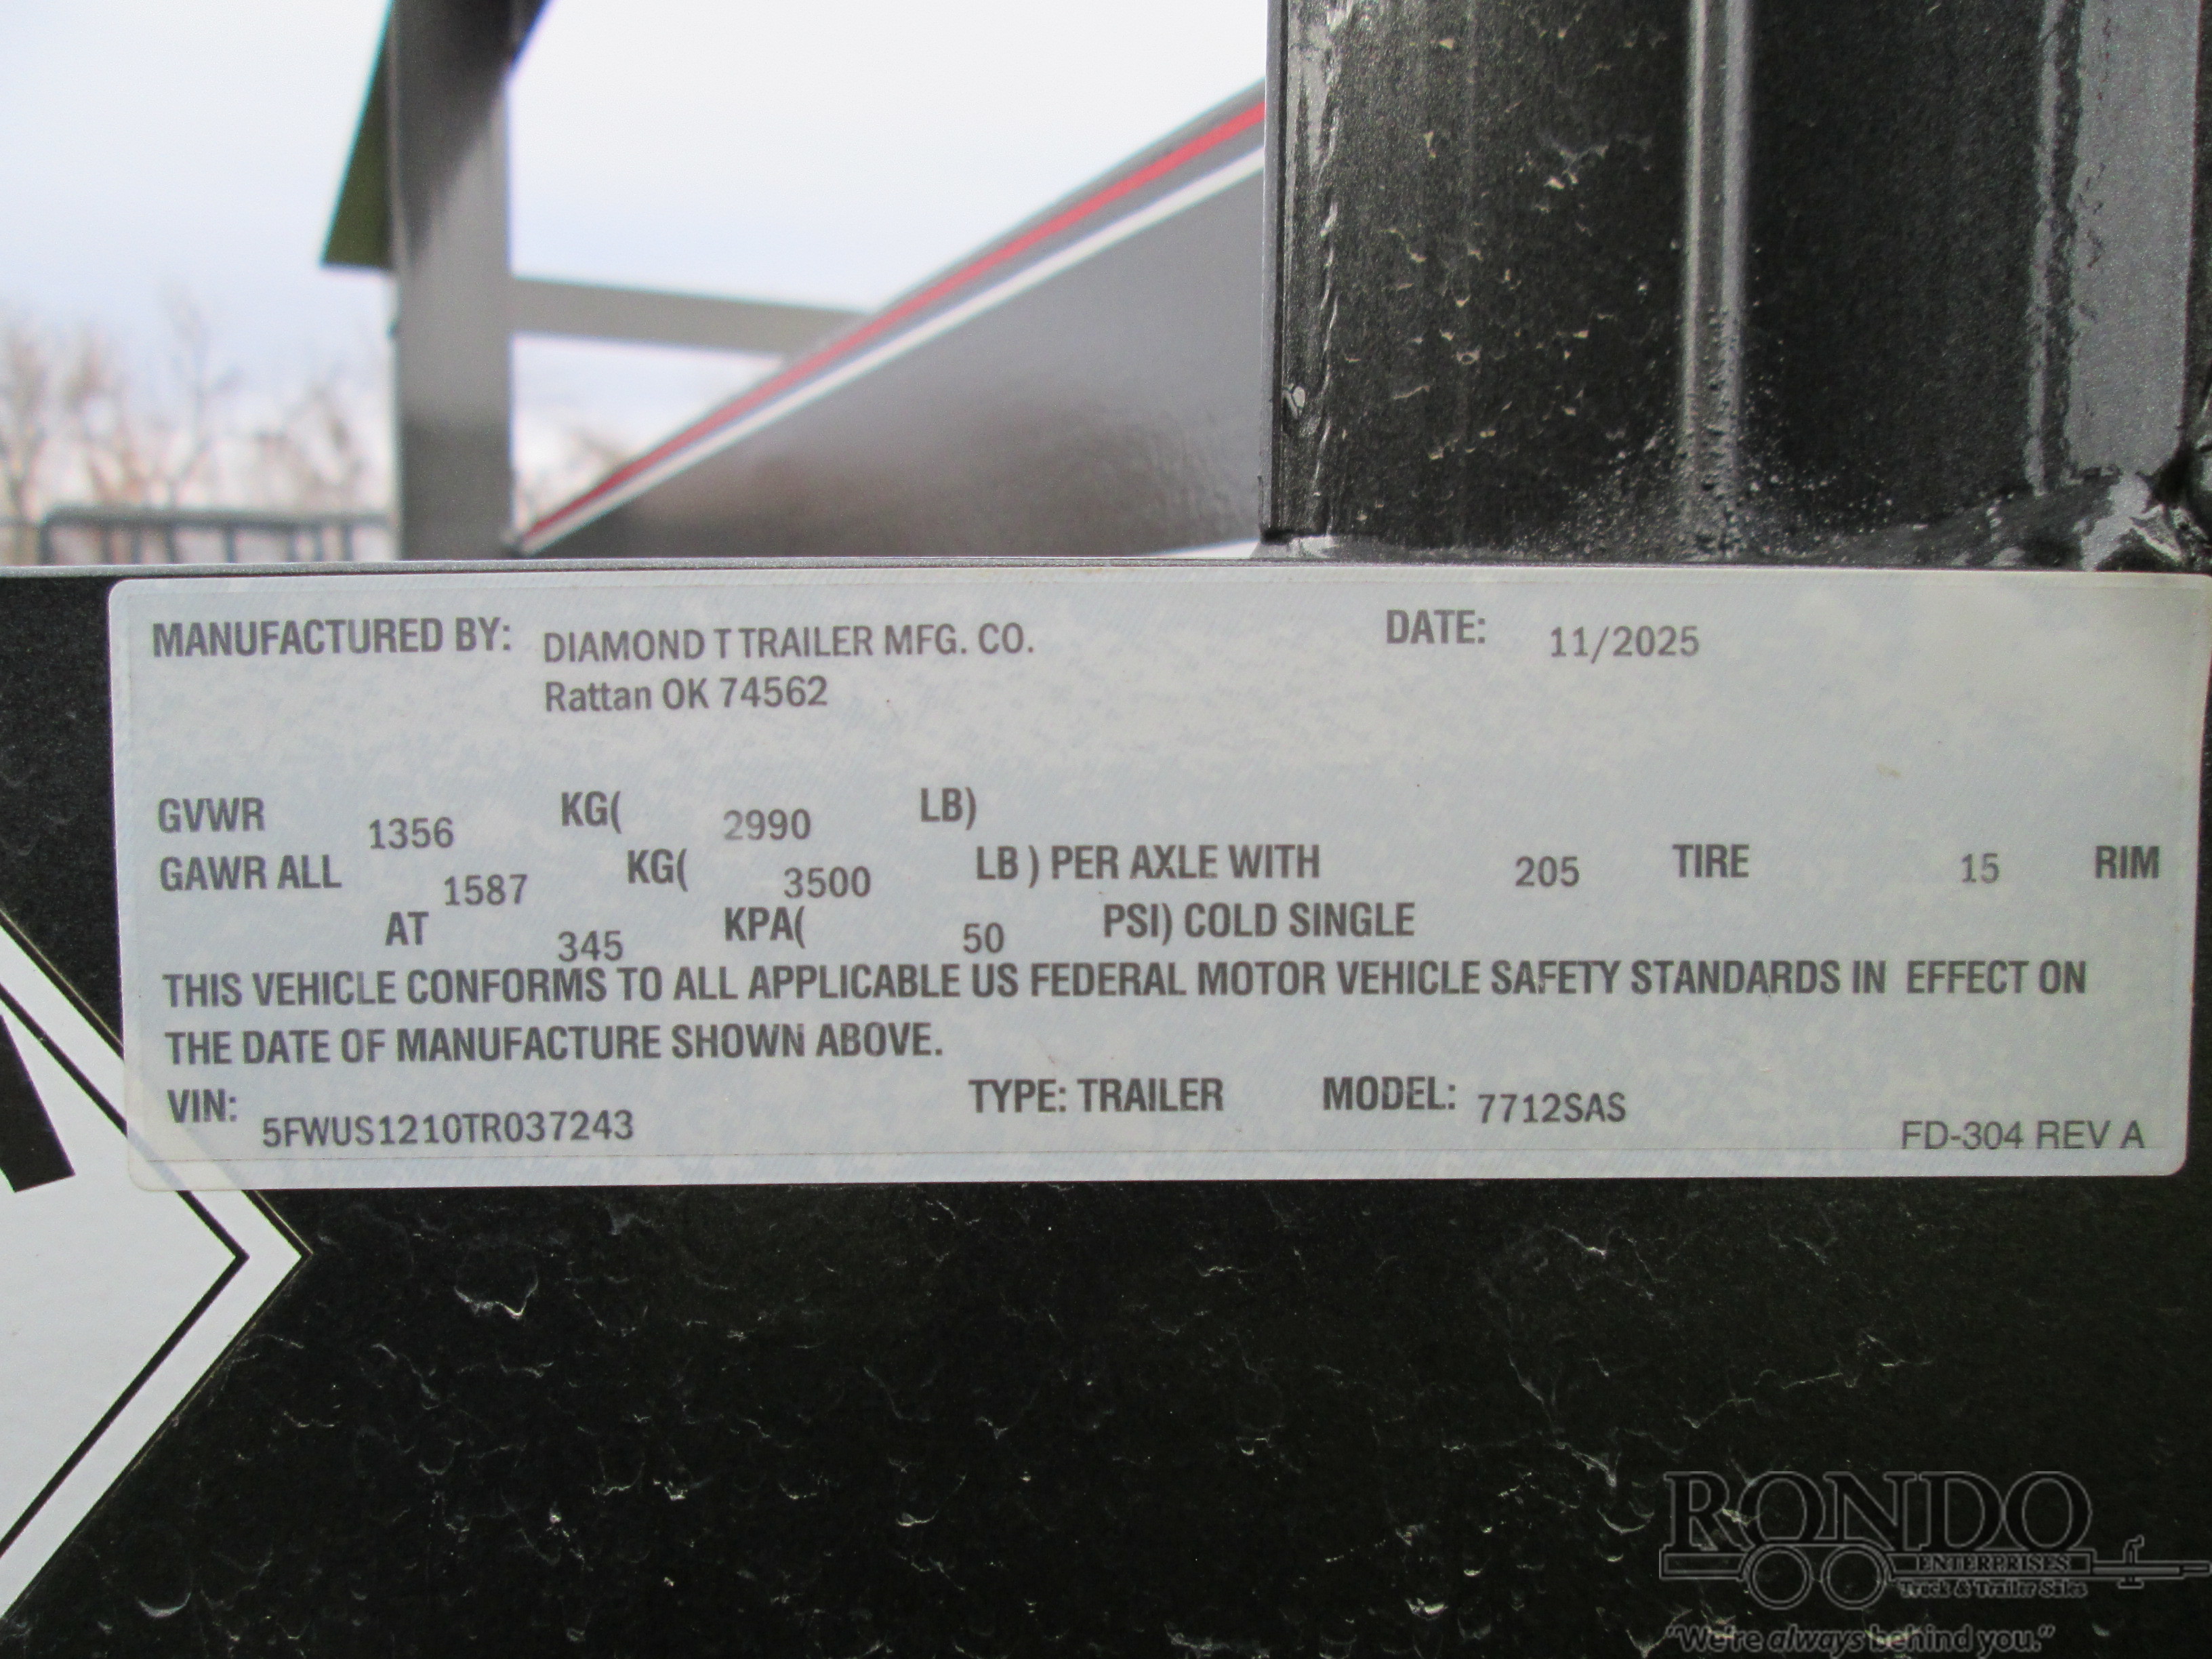 MANUFACTURED BY: DIAMOND T TRAILER MFG. CO. DATE: 11/2025
Rattan OK 74562
GVWR 1356 KG( 2990 LB)
GAWR ALL 1587 KG( 3500 LB ) PER AXLE WITH 205 TIRE 15 RIM
AT 345 KPA( 50 PSI) COLD SINGLE
THIS VEHICLE CONFORMS TO ALL APPLICABLE US FEDERAL MOTOR VEHICLE SAFETY STANDARDS IN EFFECT ON
THE DATE OF MANUFACTURE SHOWN ABOVE.
VIN: 5FWUS1210TR037243 TYPE: TRAILER MODEL: 7712SAS
FD-304 REV A
RONDO
ENTERPRISES
Truck & Trailer Sales
"We're always behind you."